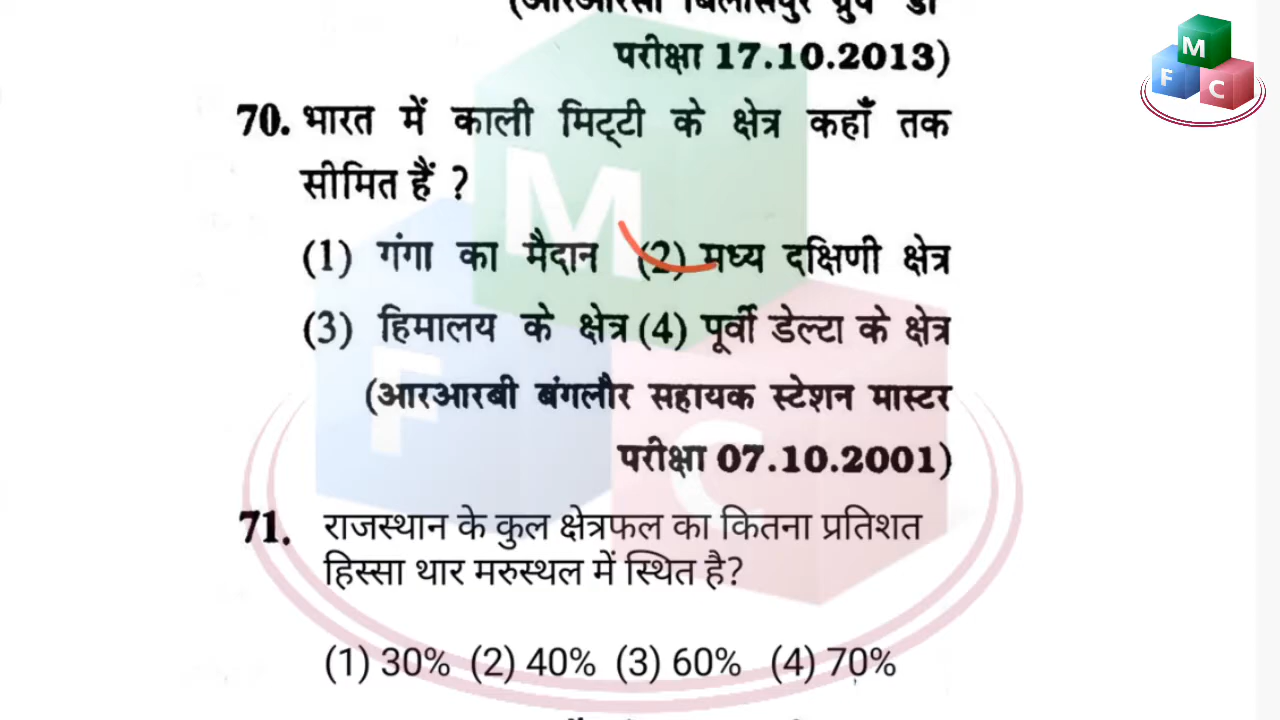 (आरआरसी बिलासपुर ग्रुप 'डी'
परीक्षा 17.10.2013)
70. भारत में काली मिट्टी के क्षेत्र कहाँ तक
सीमित हैं ?
(1) गंगा का मैदान (2) मध्य दक्षिणी क्षेत्र
(3) हिमालय के क्षेत्र (4) पूर्वी डेल्टा के क्षेत्र
(आरआरबी बंगलौर सहायक स्टेशन मास्टर
परीक्षा 07.10.2001)
71. राजस्थान के कुल क्षेत्रफल का कितना प्रतिशत
हिस्सा थार मरुस्थल में स्थित है?
(1) 30% (2) 40% (3) 60% (4) 70%
M
F C
M
F C